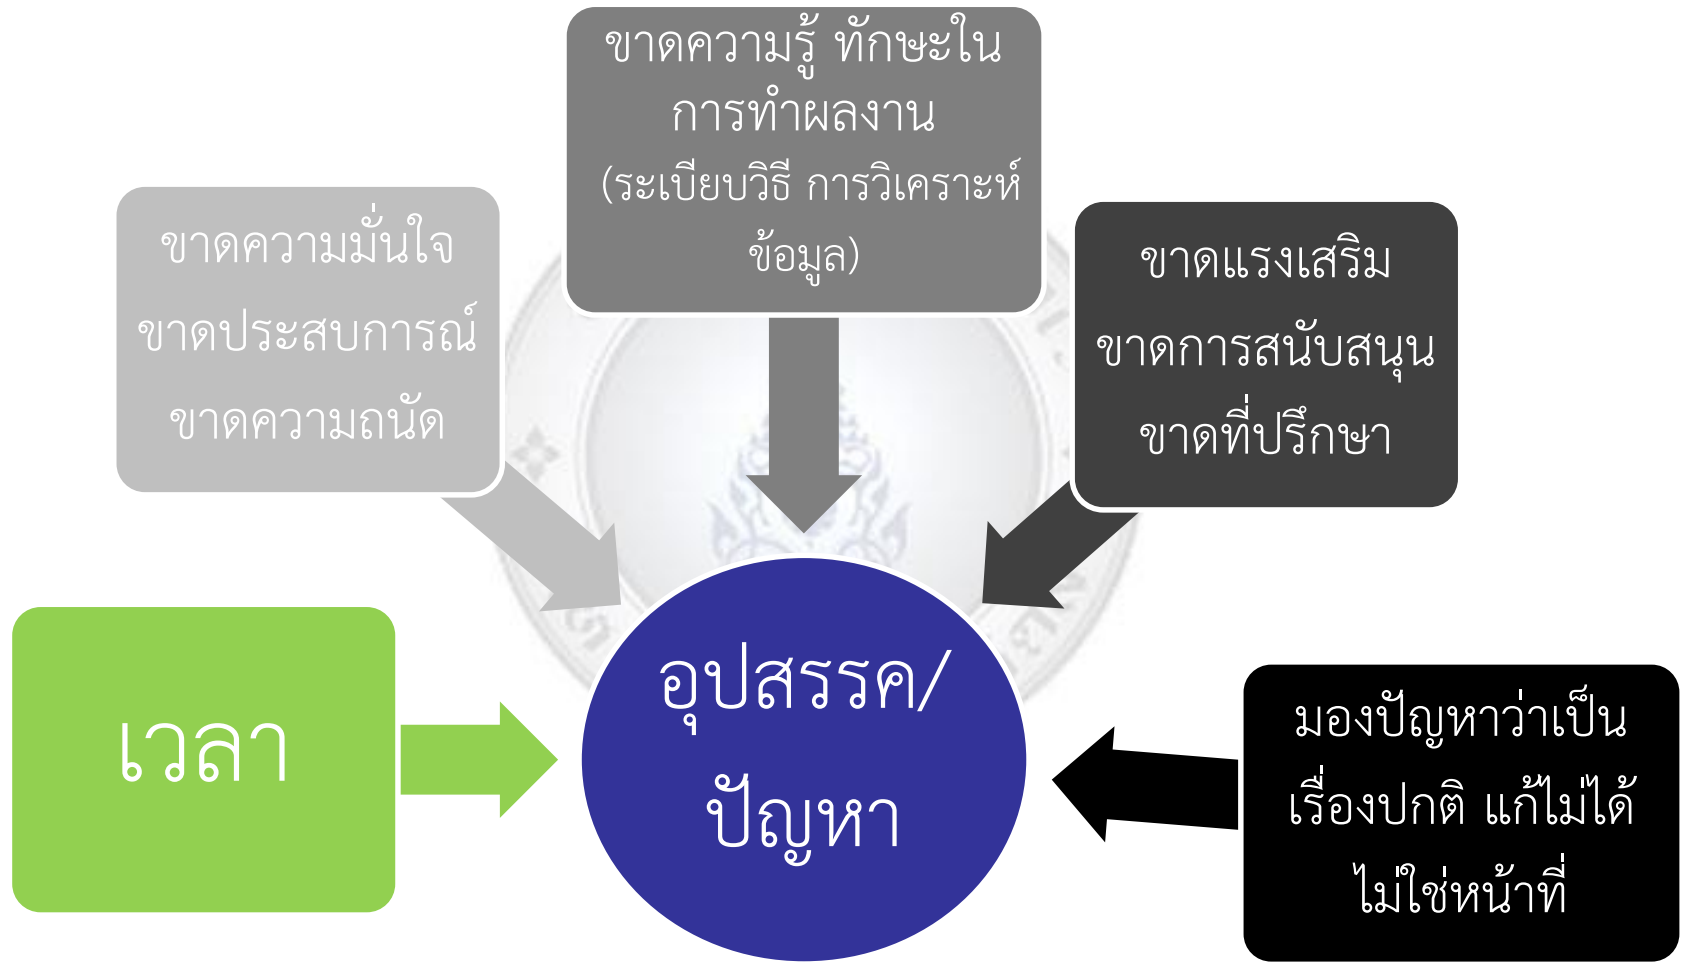 ขาดความรู้ ทักษะใน
การทำผลงาน
(ระเบียบวิธี การวิเคราะห์
ข้อมูล)
ขาดความมั่นใจ
ขาดประสบการณ์
ขาดความถนัด
ขาดแรงเสริม
ขาดการสนับสนุน
ขาดที่ปรึกษา
เวลา
อุปสรรค/
ปัญหา
มองปัญหาว่าเป็น
เรื่องปกติ แก้ไม่ได้
ไม่ใช่หน้าที่